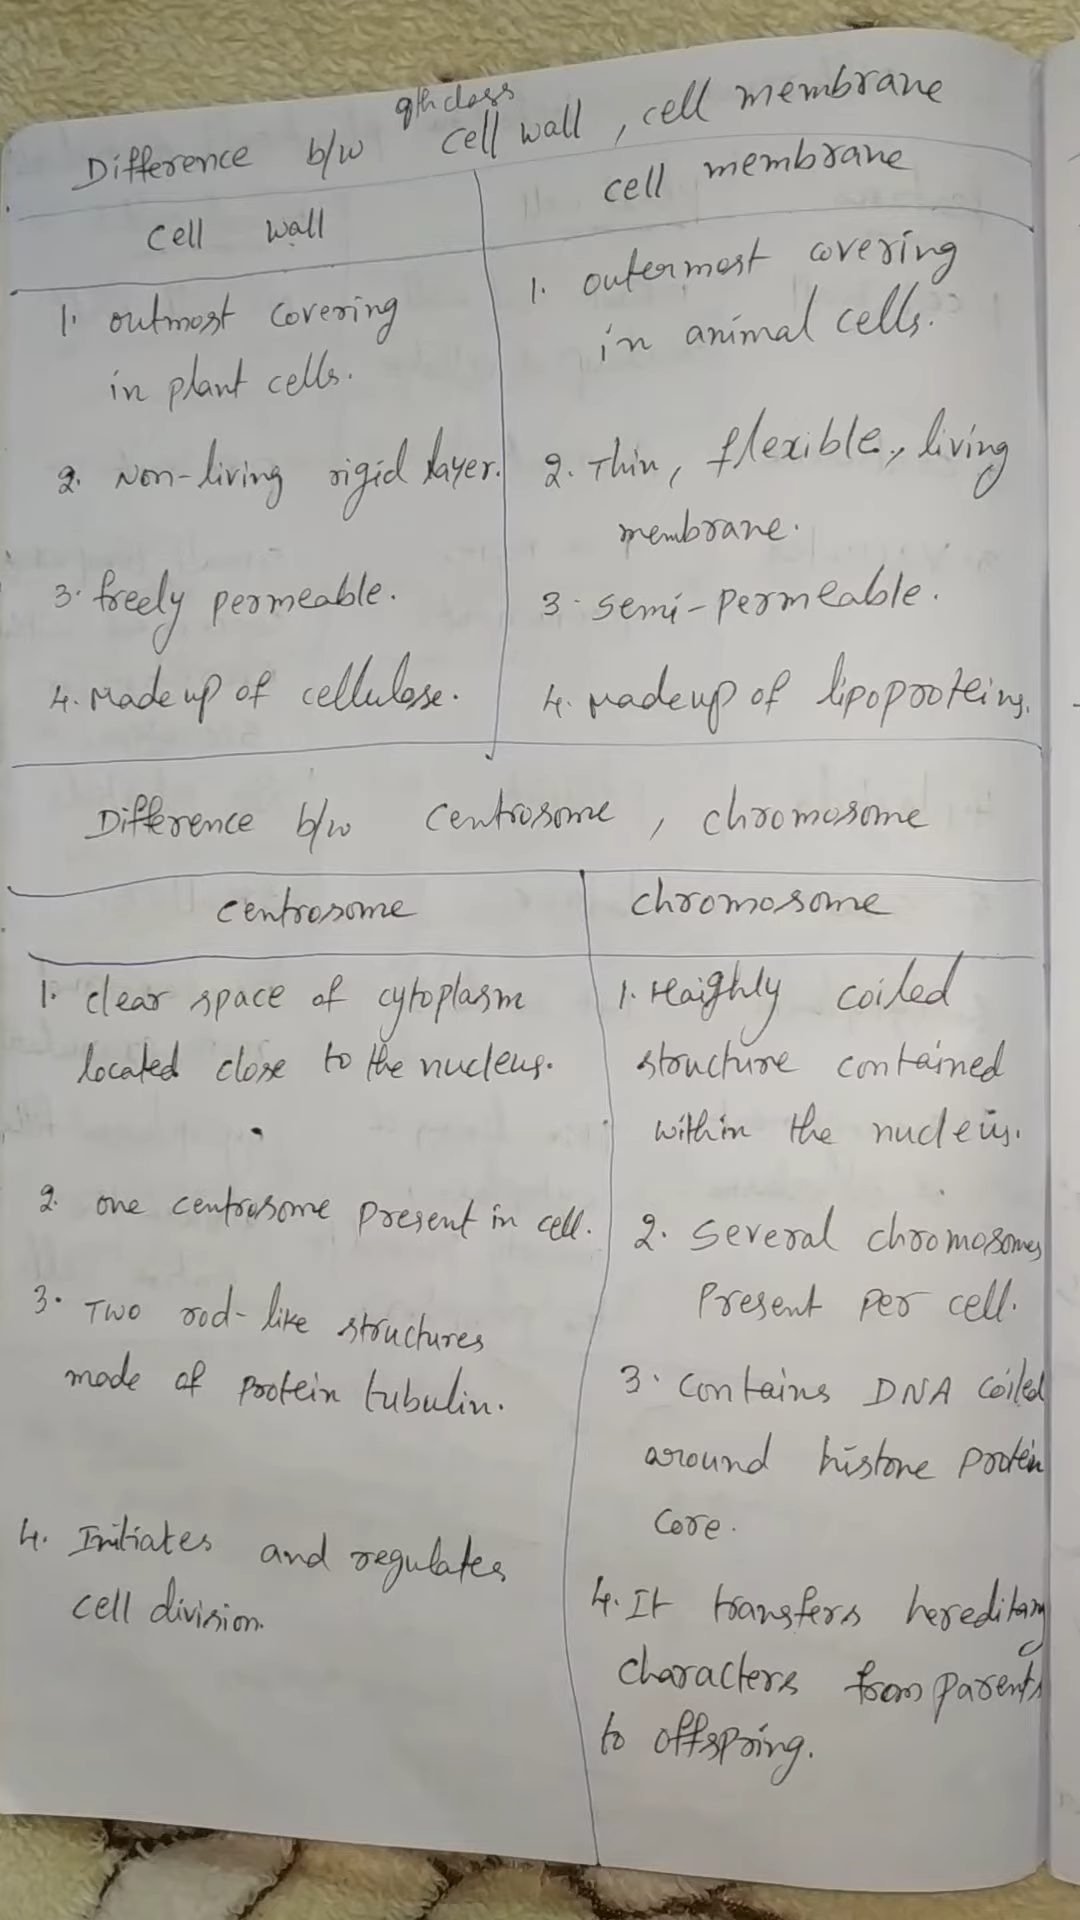 9th class
Difference b/w cell wall, cell membrane
cell wall
1. outmost covering
in plant cells.
2. Non-living rigid layer.
3. freely permeable.
4. Made up of cellulose.
cell membrane
1. outermost covering
in animal cells.
2. Thin, flexible, living
membrane.
3. semi-permeable.
4. Madeup of lipoproteins.
Difference b/w centrosome, chromosome
centrosome
1. clear space of cytoplasm
located close to the nucleus.
2. one centrosome present in cell.
3. Two rod-like structures
made of protein tubulin.
4. Initiates and regulates
cell division.
chromosome
1. Haighly coiled
structure contained
within the nucleus.
2. Several chromosomes
Present per cell.
3. contains DNA coiled
around histone protein
core.
4. It transfers hereditary
characters from parents
to offspring.